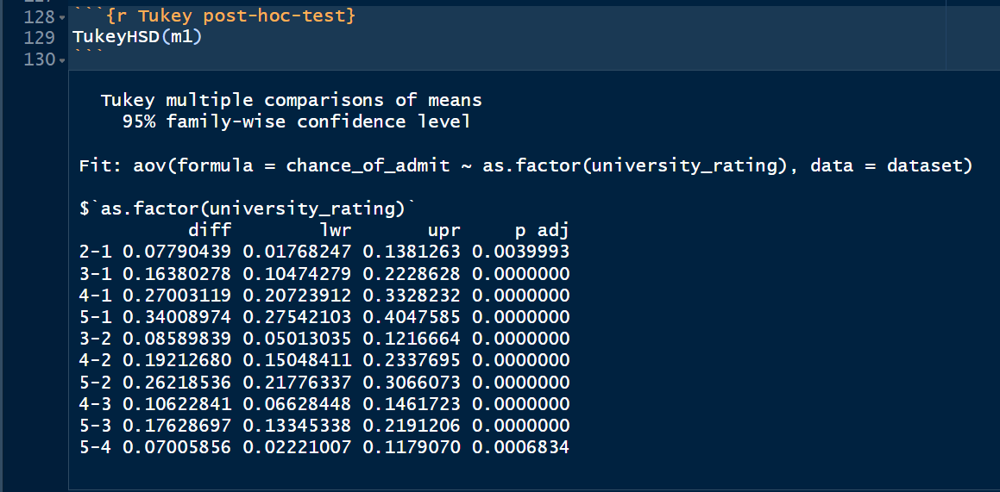 128 ```{r Tukey post-hoc-test}
129 TukeyHSD(m1)
130 ```
Tukey multiple comparisons of means
95% family-wise confidence level
Fit: aov(formula = chance_of_admit ~ as.factor(university_rating), data = dataset)
$`as.factor(university_rating)`
diff lwr upr p adj
2-1 0.07790439 0.01768247 0.1381263 0.0039993
3-1 0.16380278 0.10474279 0.2228628 0.0000000
4-1 0.27003119 0.20723912 0.3328232 0.0000000
5-1 0.34008974 0.27542103 0.4047585 0.0000000
3-2 0.08589839 0.05013035 0.1216664 0.0000000
4-2 0.19212680 0.15048411 0.2337695 0.0000000
5-2 0.26218536 0.21776337 0.3066073 0.0000000
4-3 0.10622841 0.06628448 0.1461723 0.0000000
5-3 0.17628697 0.13345338 0.2191206 0.0000000
5-4 0.07005856 0.02221007 0.1179070 0.0006834